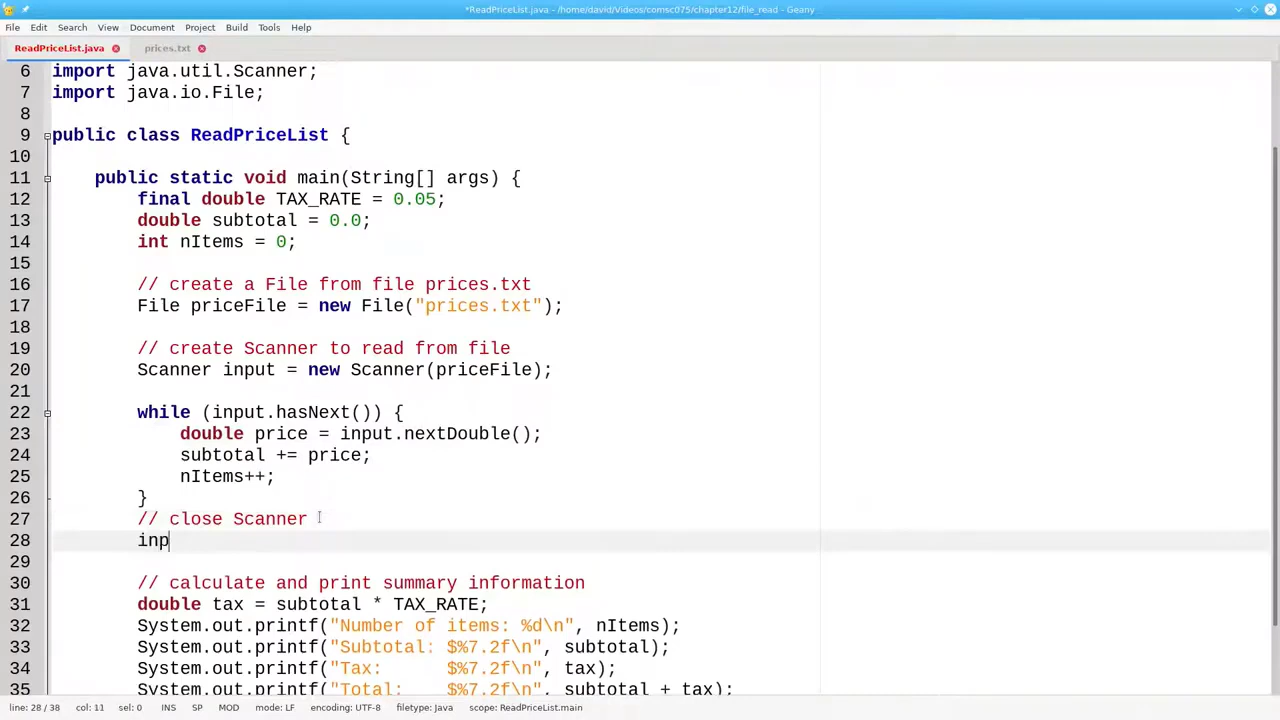 *ReadPriceList.java - /home/david/Videos/comsc075/chapter12/file_read - Geany
File Edit Search View Document Project Build Tools Help
ReadPriceList.java prices.txt
6 import java.util.Scanner;
7 import java.io.File;
8
9 public class ReadPriceList {
10
11 public static void main(String[] args) {
12 final double TAX_RATE = 0.05;
13 double subtotal = 0.0;
14 int nItems = 0;
15
16 // create a File from file prices.txt
17 File priceFile = new File("prices.txt");
18
19 // create Scanner to read from file
20 Scanner input = new Scanner(priceFile);
21
22 while (input.hasNext()) {
23 double price = input.nextDouble();
24 subtotal += price;
25 nItems++;
26 }
27 // close Scanner
28 inp
29
30 // calculate and print summary information
31 double tax = subtotal * TAX_RATE;
32 System.out.printf("Number of items: %d\n", nItems);
33 System.out.printf("Subtotal: $%7.2f\n", subtotal);
34 System.out.printf("Tax: $%7.2f\n", tax);
35 System.out.printf("Total: $%7.2f\n", subtotal + tax);
line: 28 / 38 col: 11 sel: 0 INS SP MOD mode: LF encoding: UTF-8 filetype: Java scope: ReadPriceList.main